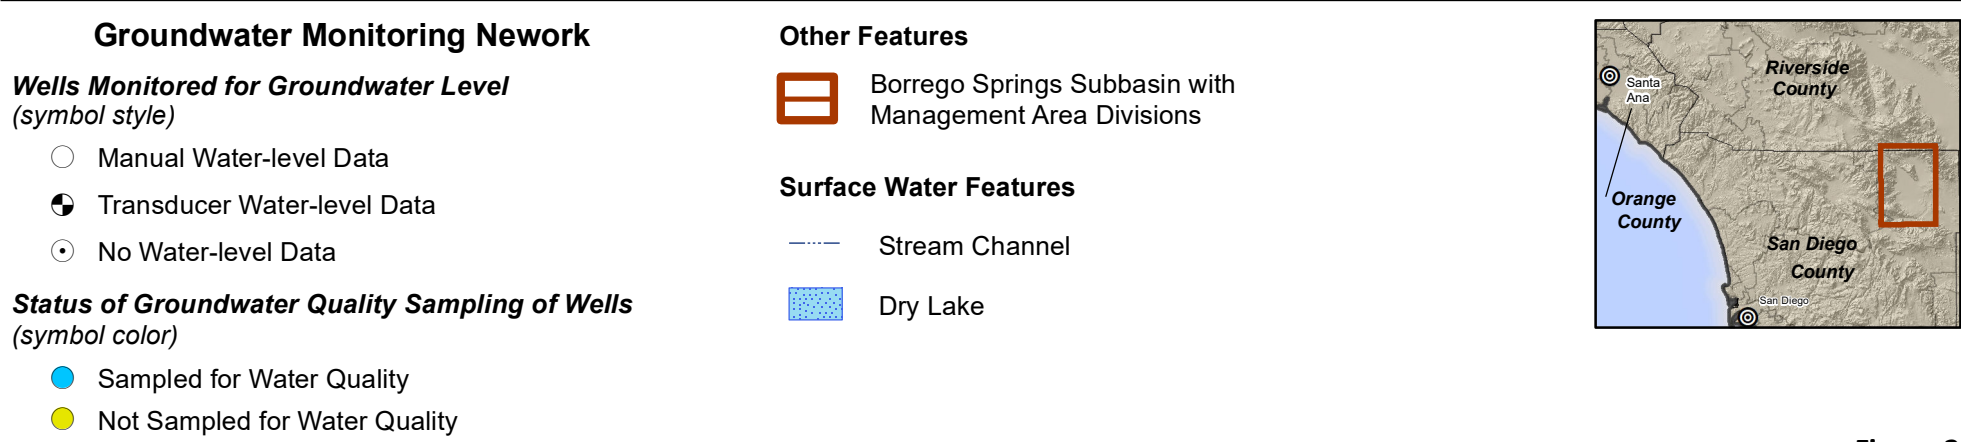 Groundwater Monitoring Nework
Wells Monitored for Groundwater Level
(symbol style)
Manual Water-level Data
Transducer Water-level Data
No Water-level Data
Status of Groundwater Quality Sampling of Wells
(symbol color)
Sampled for Water Quality
Not Sampled for Water Quality
Other Features
Borrego Springs Subbasin with
Management Area Divisions
Surface Water Features
Stream Channel
Dry Lake
Riverside
County
Santa
Ana
Orange
County
San Diego
County
San Diego